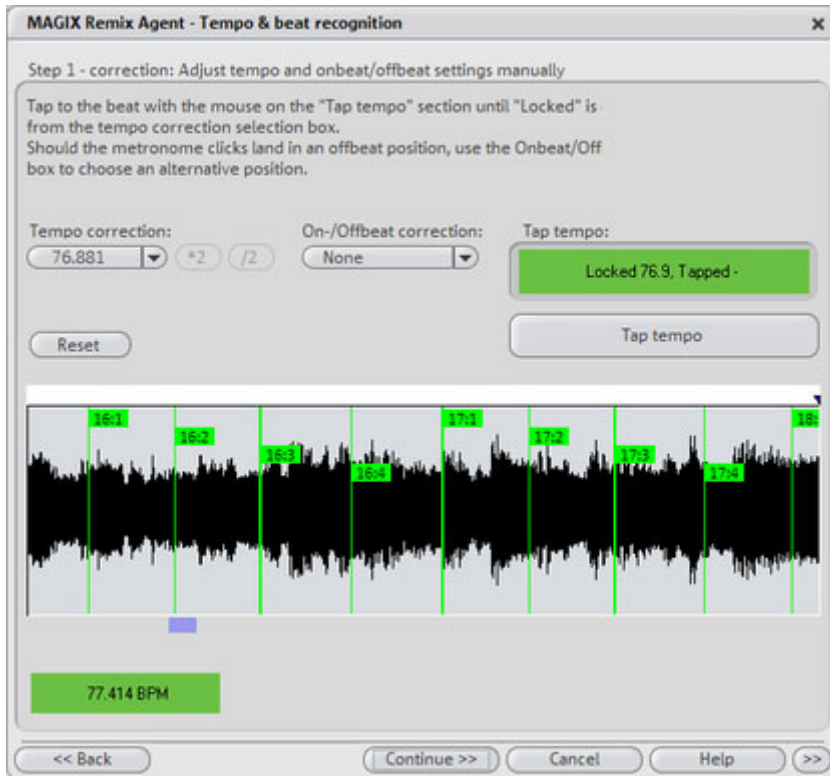 MAGIX Remix Agent - Tempo & beat recognition
Step 1 - correction: Adjust tempo and onbeat/offbeat settings manually
Tap to the beat with the mouse on the "Tap tempo" section until "Locked" is
from the tempo correction selection box.
Should the metronome clicks land in an offbeat position, use the Onbeat/Off
box to choose an alternative position.
Tempo correction: On-/Offbeat correction: Tap tempo:
76.881 *2 /2 None Locked 76.9, Tapped -
Reset Tap tempo
16:1 17:1 18:
16:2 17:2
16:3 17:3
16:4 17:4
77.414 BPM
<< Back Continue >> Cancel Help >>